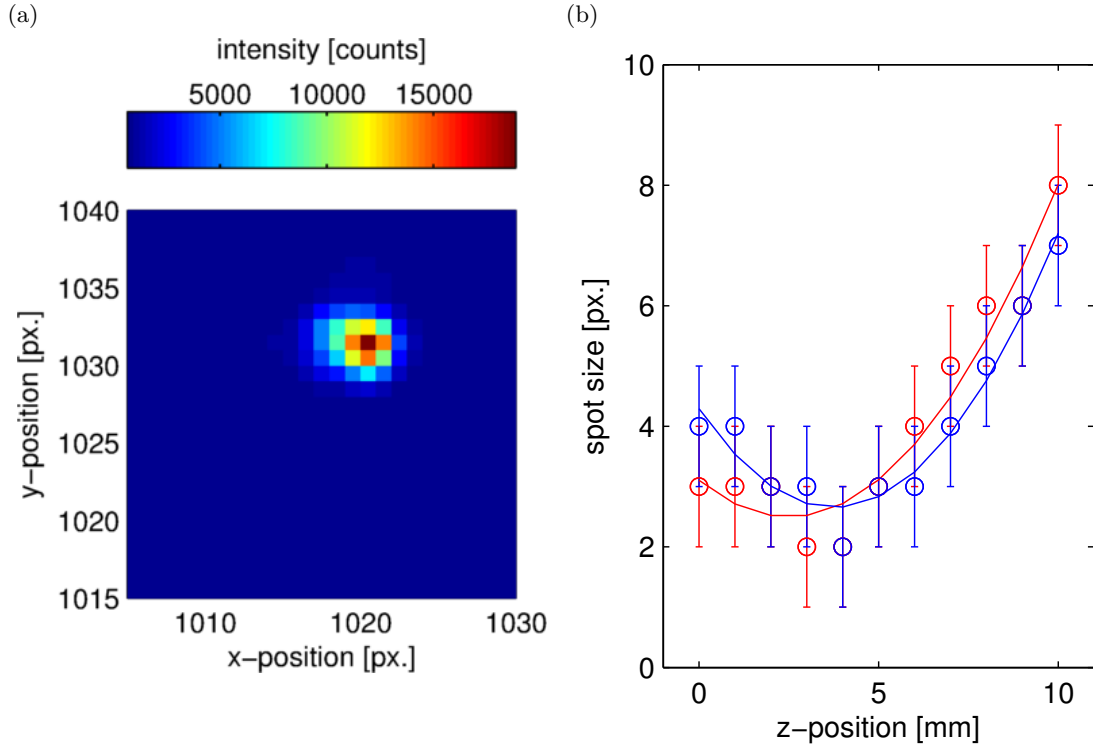 (a)
intensity [counts]
5000 10000 15000
1040
1035
1030
1025
1020
1015
y-position [px.]
1010 1020 1030
x-position [px.]
(b)
10
8
6
4
2
0
spot size [px.]
0 5 10
z-position [mm]